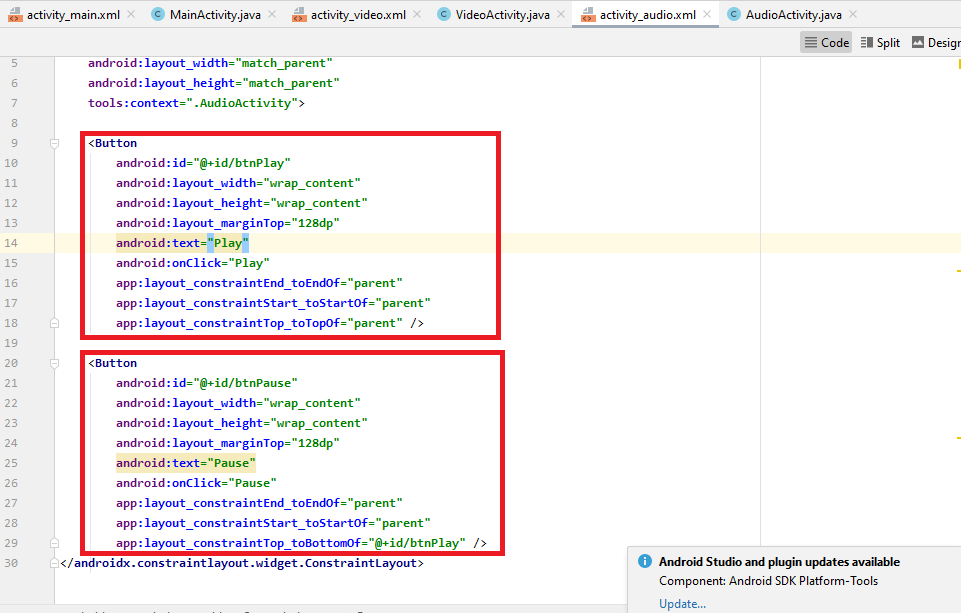 activity_main.xml
MainActivity.java
activity_video.xml
VideoActivity.java
activity_audio.xml
AudioActivity.java
Code
Split
5 android:layout_width="match_parent"
6 android:layout_height="match_parent"
7 tools:context=".AudioActivity">
8
9 <Button
10 android:id="@+id/btnPlay"
11 android:layout_width="wrap_content"
12 android:layout_height="wrap_content"
13 android:layout_marginTop="128dp"
14 android:text="Play"
15 android:onClick="Play"
16 app:layout_constraintEnd_toEndOf="parent"
17 app:layout_constraintStart_toStartOf="parent"
18 app:layout_constraintTop_toTopOf="parent" />
19
20 <Button
21 android:id="@+id/btnPause"
22 android:layout_width="wrap_content"
23 android:layout_height="wrap_content"
24 android:layout_marginTop="128dp"
25 android:text="Pause"
26 android:onClick="Pause"
27 app:layout_constraintEnd_toEndOf="parent"
28 app:layout_constraintStart_toStartOf="parent"
29 app:layout_constraintTop_toBottomOf="@+id/btnPlay" />
30 </androidx.constraintlayout.widget.ConstraintLayout>
Android Studio and plugin updates available
Component: Android SDK Platform-Tools
Update...